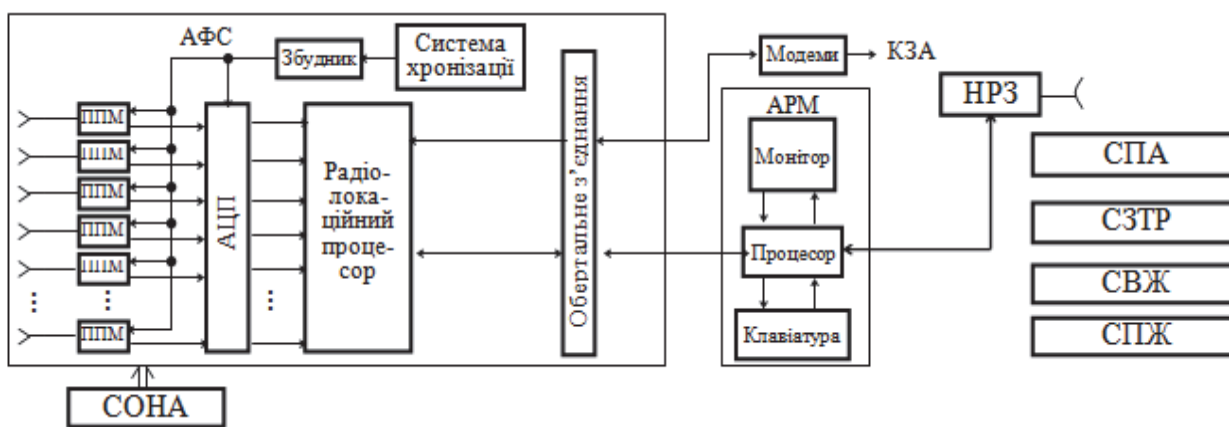 АФС
Збудник
Система
хронізації
Модеми
КЗА
НРЗ
АРМ
ППМ
ППМ
ППМ
ППМ
ППМ
ППМ
АЦП
Радіо-
лока-
ційний
проце-
сор
Обертальне з’єднання
Монітор
Процесор
Клавіатура
СПА
СЗТР
СВЖ
СПЖ
СОНА